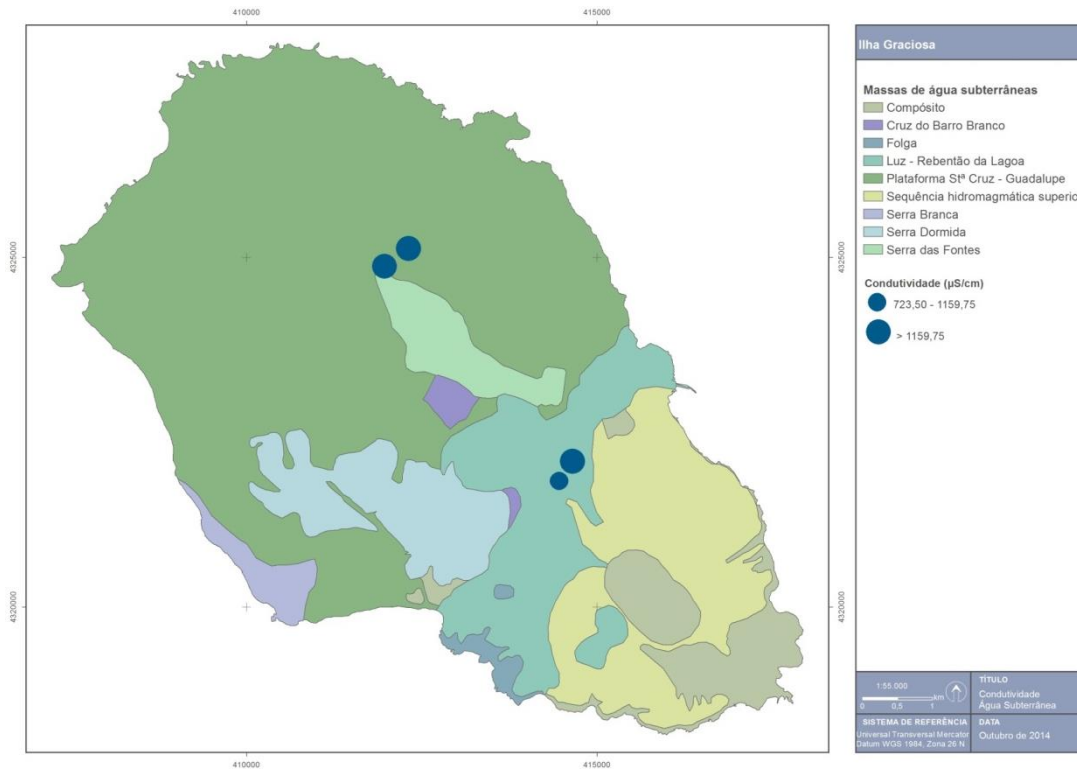 410000
415000
4325000
4325000
4320000
4320000
410000
415000
Ilha Graciosa
Massas de água subterrâneas
Compósito
Cruz do Barro Branco
Folga
Luz - Rebentão da Lagoa
Plataforma Stª Cruz - Guadalupe
Sequência hidromagmática superio
Serra Branca
Serra Dormida
Serra das Fontes
Condutividade (µS/cm)
723,50 - 1159,75
> 1159,75
1:55.000
km
0 0,5 1
TÍTULO
Condutividade
Água Subterrânea
SISTEMA DE REFERÊNCIA
Universal Transversal Mercator
Datum WGS 1984, Zona 26 N
DATA
Outubro de 2014